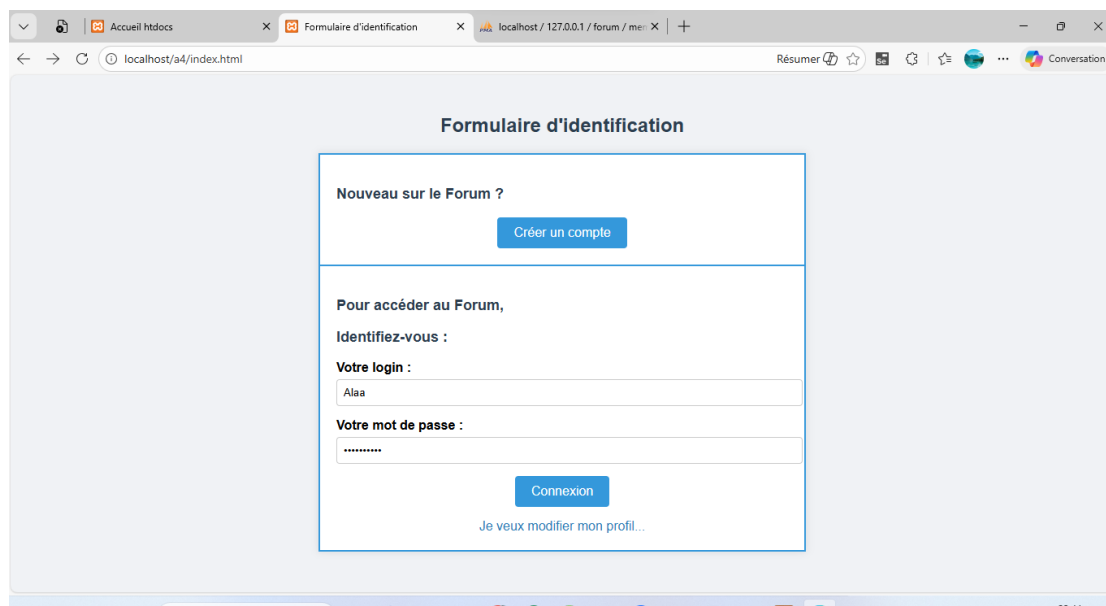 Accueil htdocs
Formulaire d'identification
localhost / 127.0.0.1 / forum / mem
localhost/a4/index.html
Résumer
Se
Conversation
Formulaire d'identification
Nouveau sur le Forum ?
Créer un compte
Pour accéder au Forum,
Identifiez-vous :
Votre login :
Alaa
Votre mot de passe :
••••••••••
Connexion
Je veux modifier mon profil...